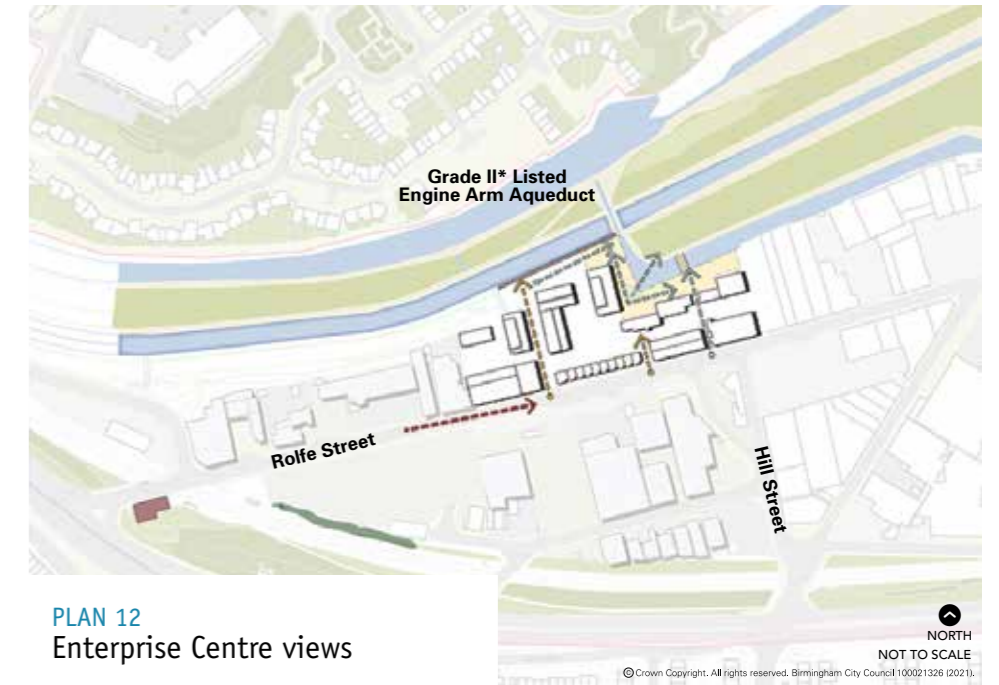 Grade II* Listed
Engine Arm Aqueduct
Rolfe Street
Hill Street
PLAN 12
Enterprise Centre views
NORTH
NOT TO SCALE
© Crown Copyright. All rights reserved. Birmingham City Council 100021326 (2021).